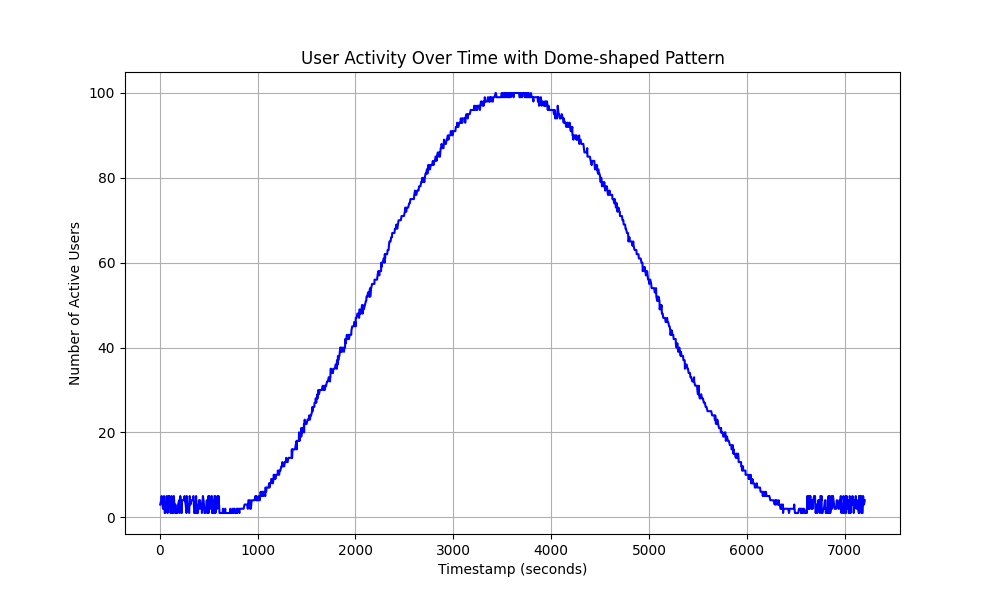 User Activity Over Time with Dome-shaped Pattern
Number of Active Users
100
80
60
40
20
0
0 1000 2000 3000 4000 5000 6000 7000
Timestamp (seconds)